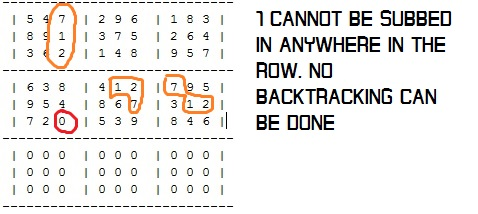 | 5 4 7 | 2 9 6 | 1 8 3 |
| 8 9 1 | 3 7 5 | 2 6 4 |
| 3 6 2 | 1 4 8 | 9 5 7 |
| 6 3 8 | 4 1 2 | 7 9 5 |
| 9 5 4 | 8 6 7 | 3 1 2 |
| 7 2 0 | 5 3 9 | 8 4 6 |
| 0 0 0 | 0 0 0 | 0 0 0 |
| 0 0 0 | 0 0 0 | 0 0 0 |
| 0 0 0 | 0 0 0 | 0 0 0 |
1 CANNOT BE SUBBED
IN ANYWHERE IN THE
ROW. NO
BACKTRACKING CAN
BE DONE